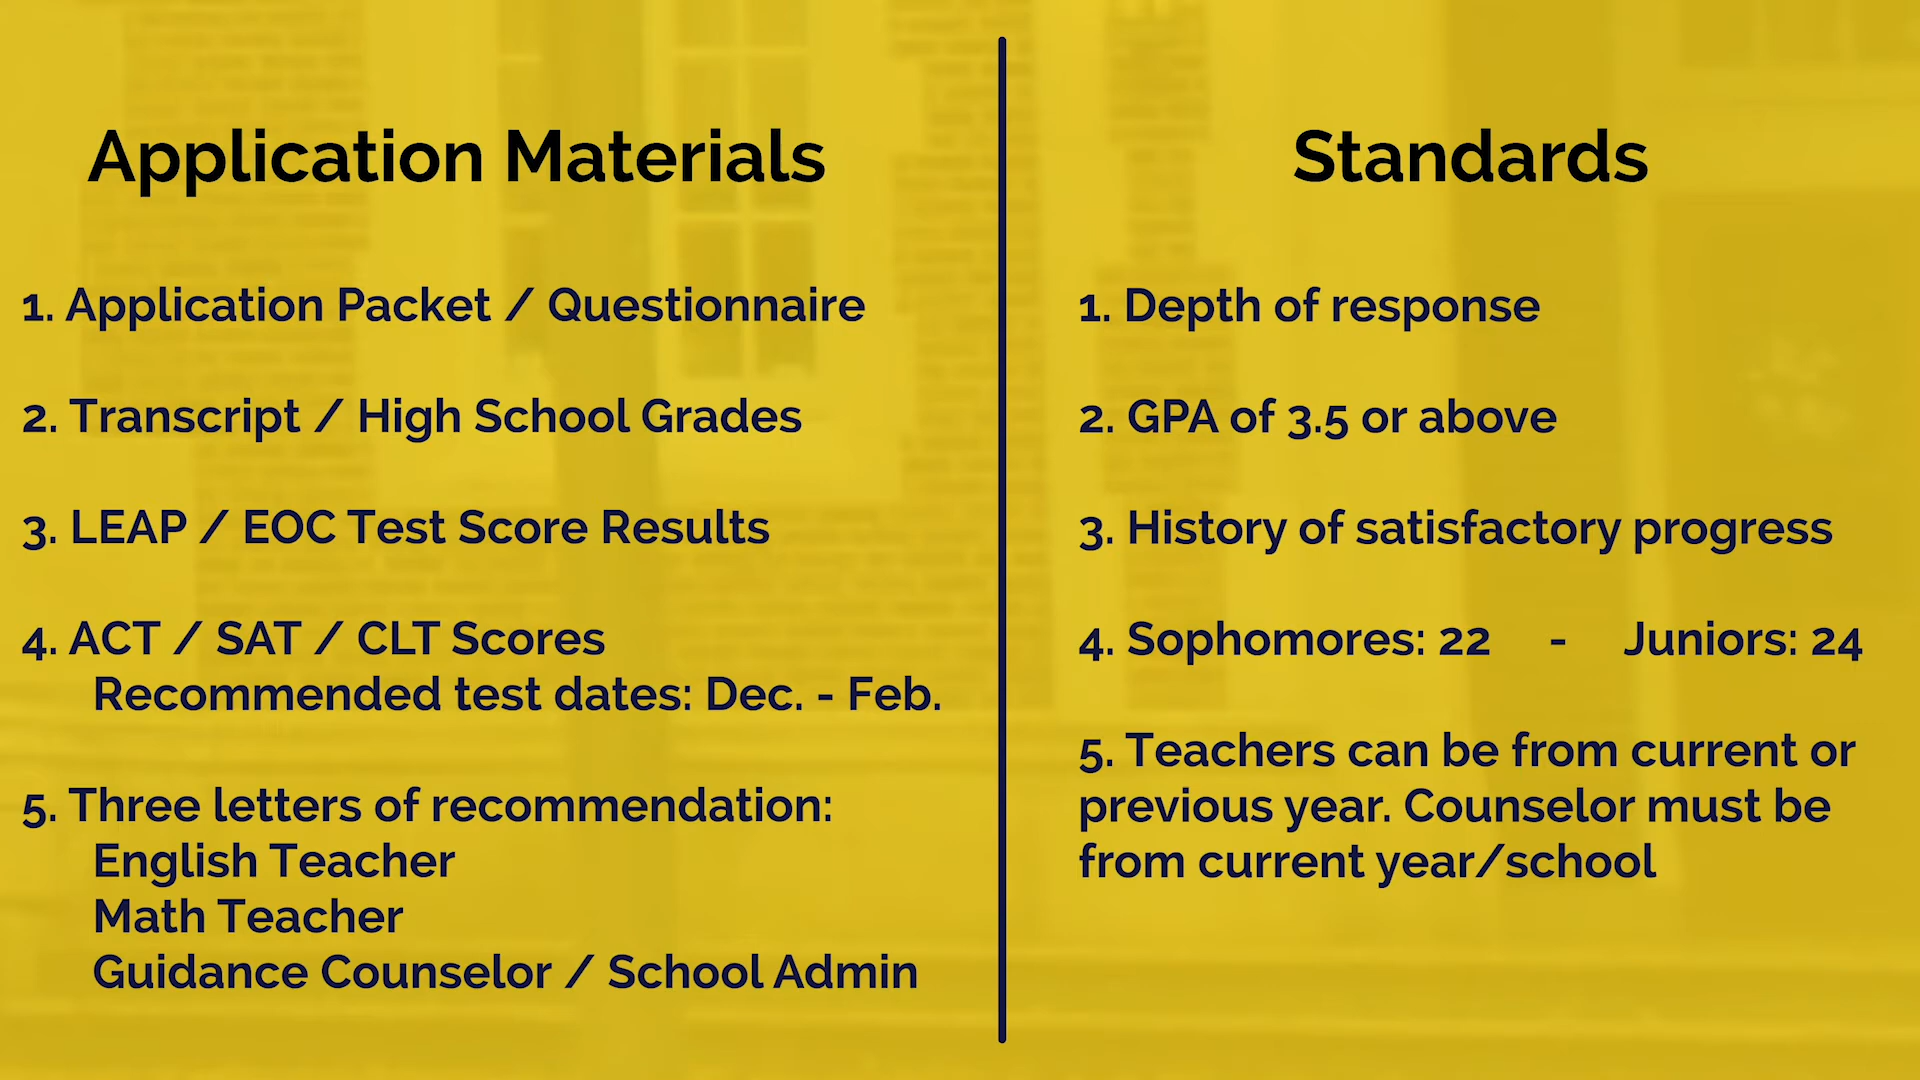 Application Materials
1. Application Packet / Questionnaire
2. Transcript / High School Grades
3. LEAP / EOC Test Score Results
4. ACT / SAT / CLT Scores
Recommended test dates: Dec. - Feb.
5. Three letters of recommendation:
English Teacher
Math Teacher
Guidance Counselor / School Admin
Standards
1. Depth of response
2. GPA of 3.5 or above
3. History of satisfactory progress
4. Sophomores: 22 - Juniors: 24
5. Teachers can be from current or
previous year. Counselor must be
from current year/school